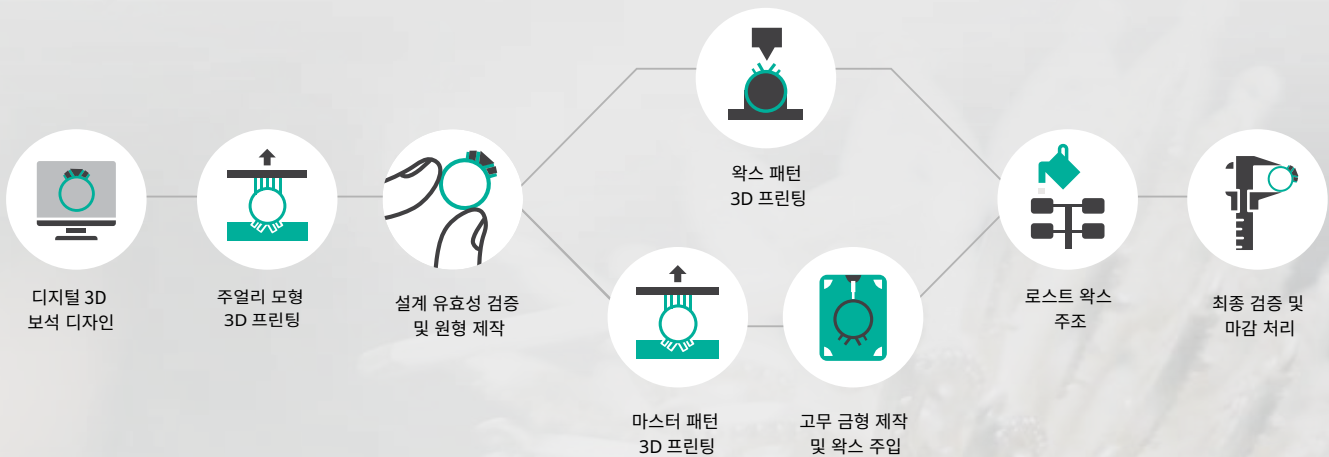 디지털 3D
보석 디자인
주얼리 모형
3D 프린팅
설계 유효성 검증
및 원형 제작
왁스 패턴
3D 프린팅
마스터 패턴
3D 프린팅
고무 금형 제작
및 왁스 주입
로스트 왁스
주조
최종 검증 및
마감 처리